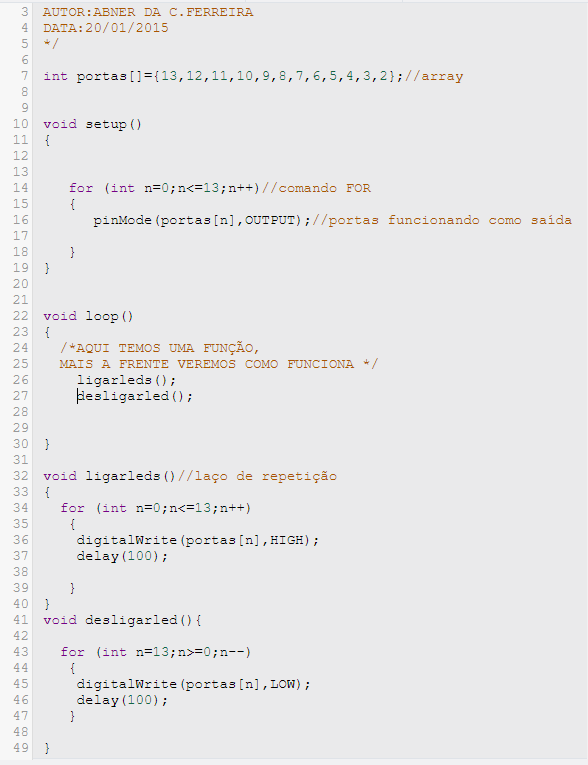 3 AUTOR:ABNER DA C.FERREIRA
4 DATA:20/01/2015
5 */
6
7 int portas[]={13,12,11,10,9,8,7,6,5,4,3,2};//array
8
9
10 void setup()
11 {
12
13
14 for (int n=0;n<=13;n++)//comando FOR
15 {
16 pinMode(portas[n],OUTPUT);//portas funcionando como saída
17
18 }
19 }
20
21
22 void loop()
23 {
24 /*AQUI TEMOS UMA FUNÇÃO,
25 MAIS A FRENTE VEREMOS COMO FUNCIONA */
26 ligarleds();
27 desligarled();
28
29
30 }
31
32 void ligarleds()//laço de repetição
33 {
34 for (int n=0;n<=13;n++)
35 {
36 digitalWrite(portas[n],HIGH);
37 delay(100);
38
39 }
40 }
41 void desligarled(){
42
43 for (int n=13;n>=0;n--)
44 {
45 digitalWrite(portas[n],LOW);
46 delay(100);
47 }
48
49 }